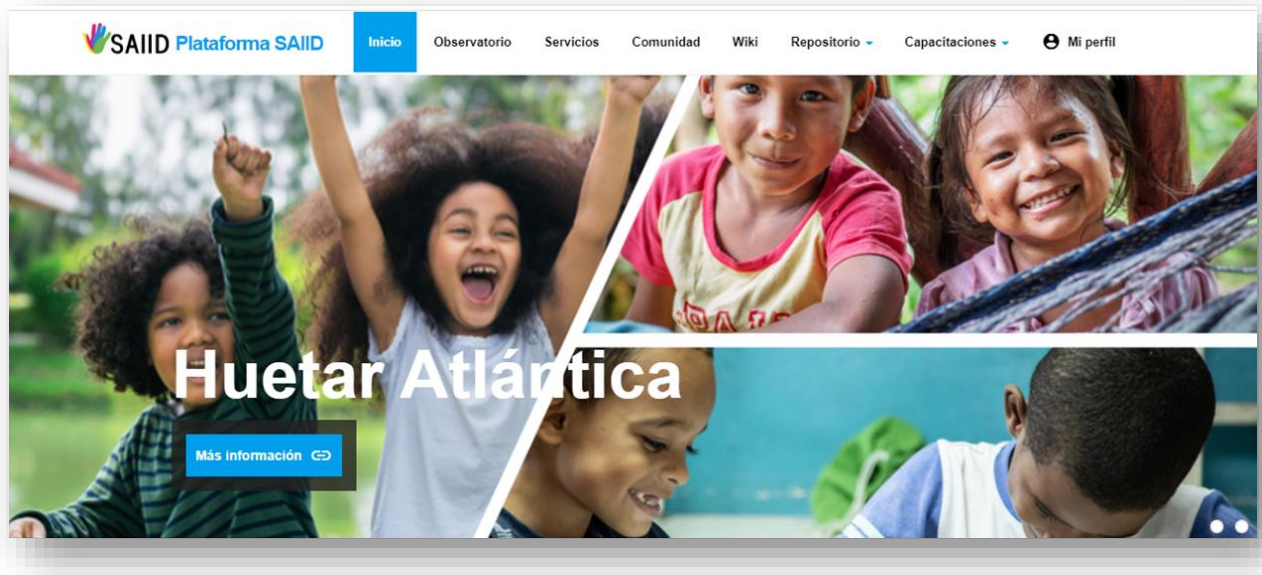 SAIID Plataforma SAIID
Inicio
Observatorio
Servicios
Comunidad
Wiki
Repositorio
Capacitaciones
Mi perfil
Huetar Atlántica
Más información